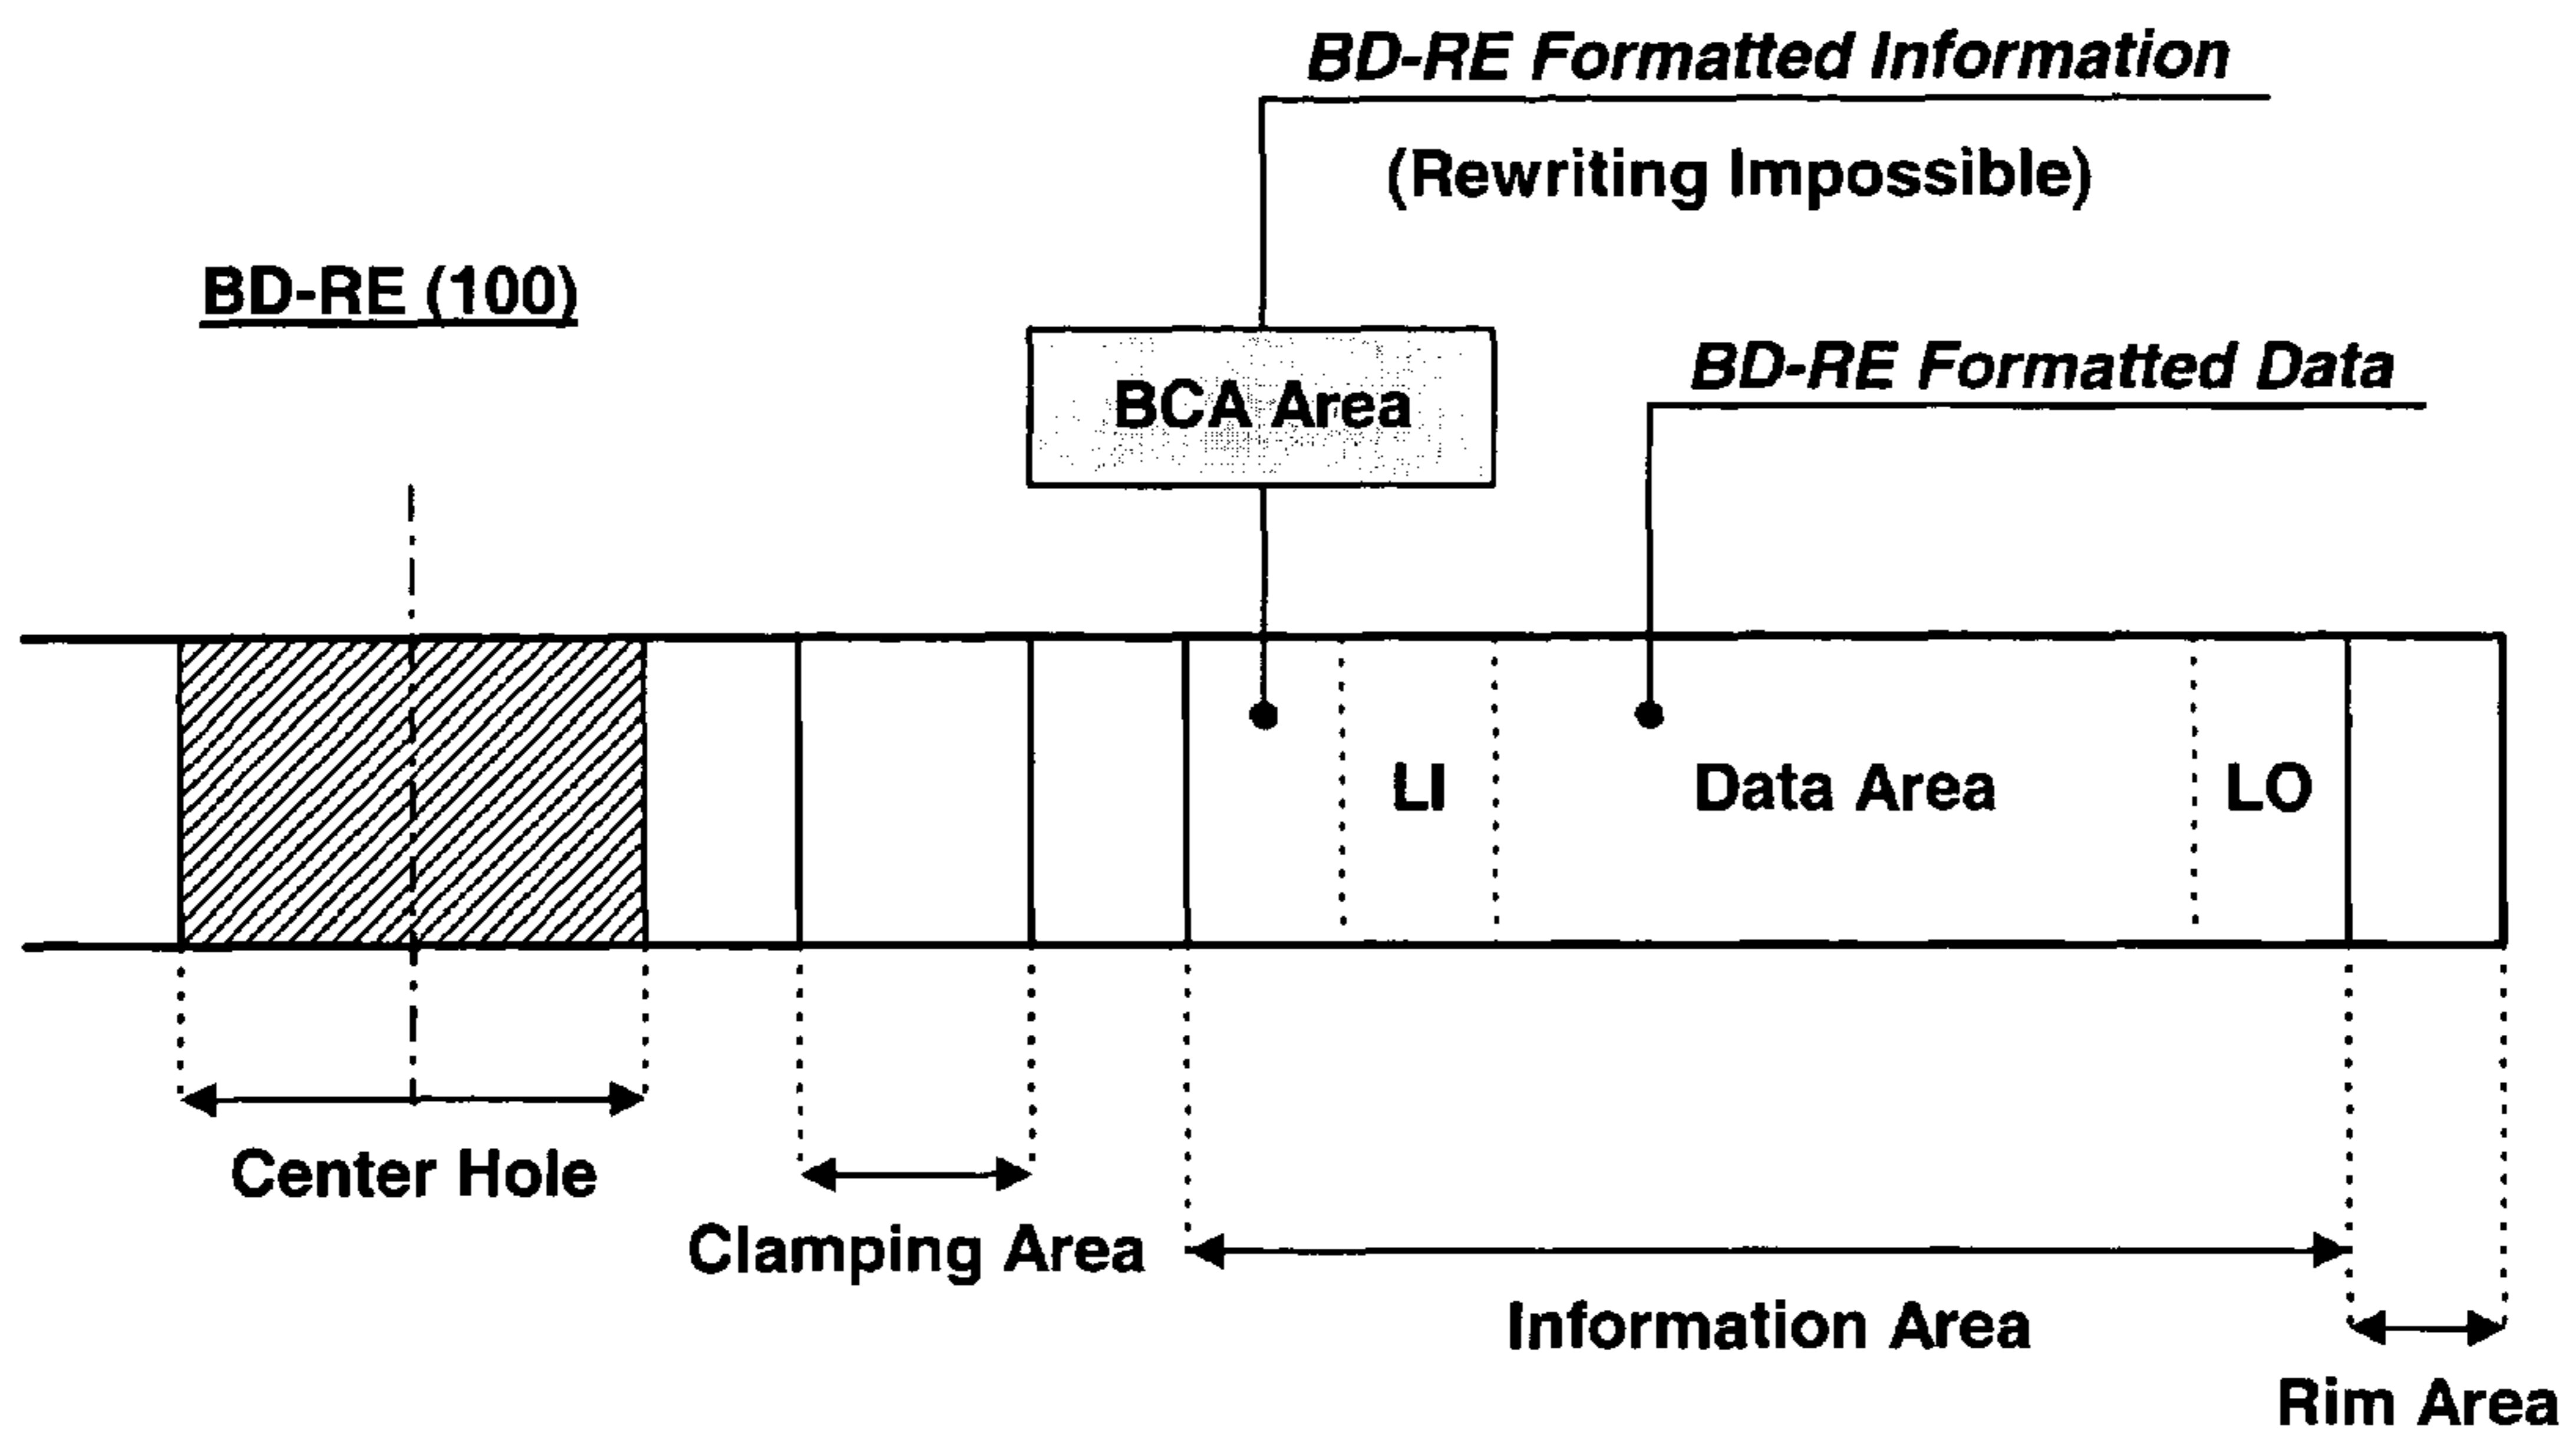 BD-RE Formatted Information
(Rewriting Impossible)
BD-RE (100)
BCA Area
BD-RE Formatted Data
LI
Data Area
LO
Center Hole
Clamping Area
Information Area
Rim Area